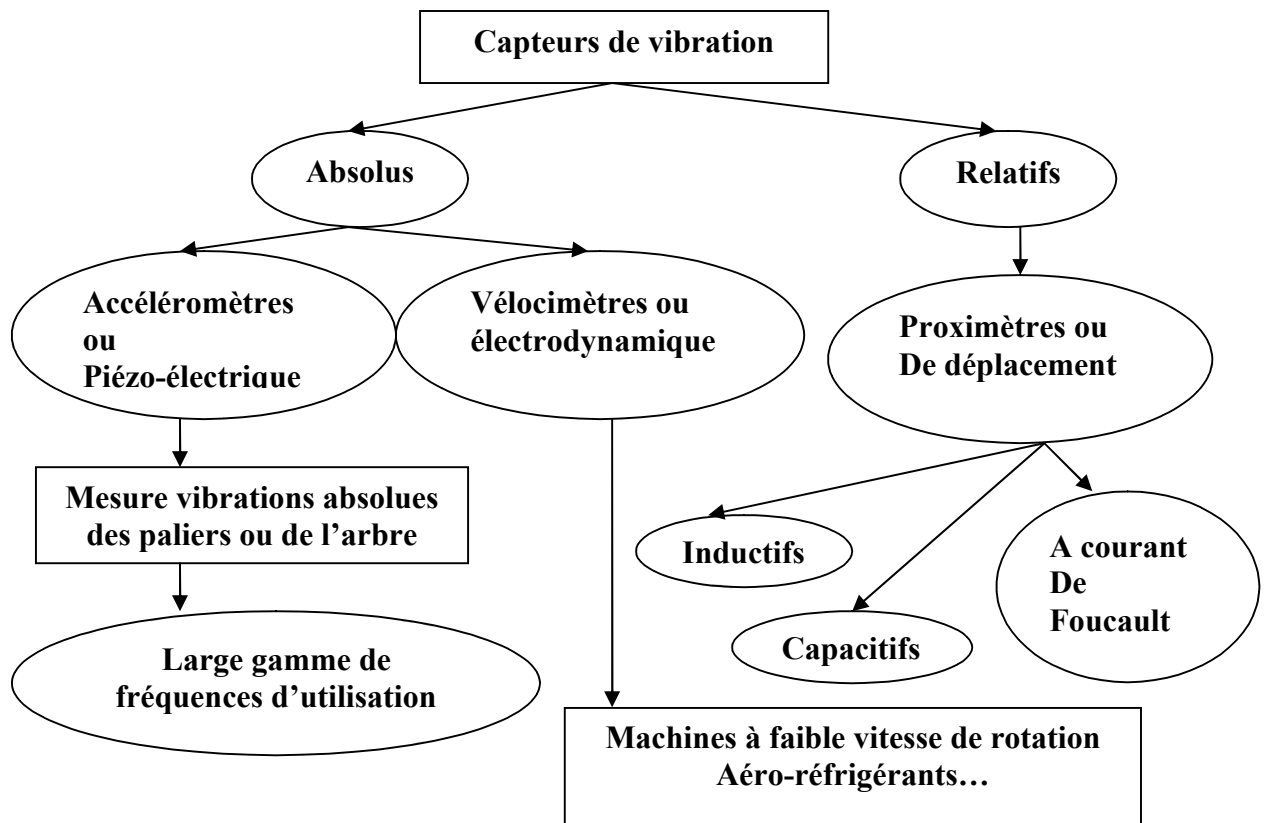 Capteurs de vibration
Absolus
Relatifs
Accéléromètres
ou
Piézo-électrique
Vélocimètres ou
électrodynamique
Proximètres ou
De déplacement
Mesure vibrations absolues
des paliers ou de l’arbre
Inductifs
A courant
De
Foucault
Capacitifs
Large gamme de
fréquences d’utilisation
Machines à faible vitesse de rotation
Aéro-réfrigérants…